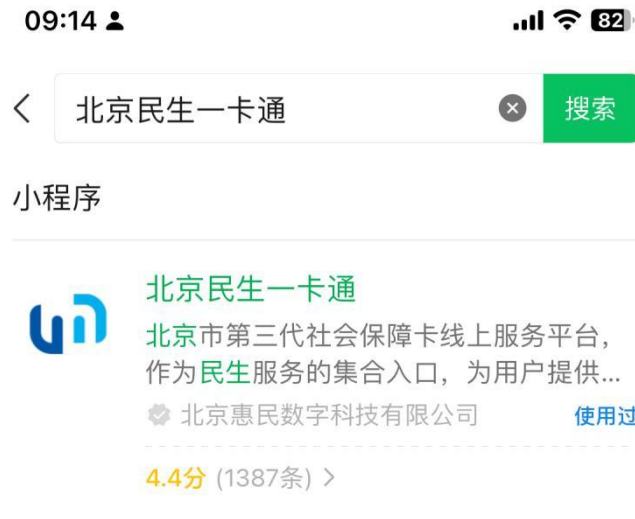 09:14
82
北京民生一卡通
搜索
小程序
北京民生一卡通
北京市第三代社会保障卡线上服务平台，
作为民生服务的集合入口，为用户提供...
北京惠民数字科技有限公司
使用过
4.4分 (1387条)